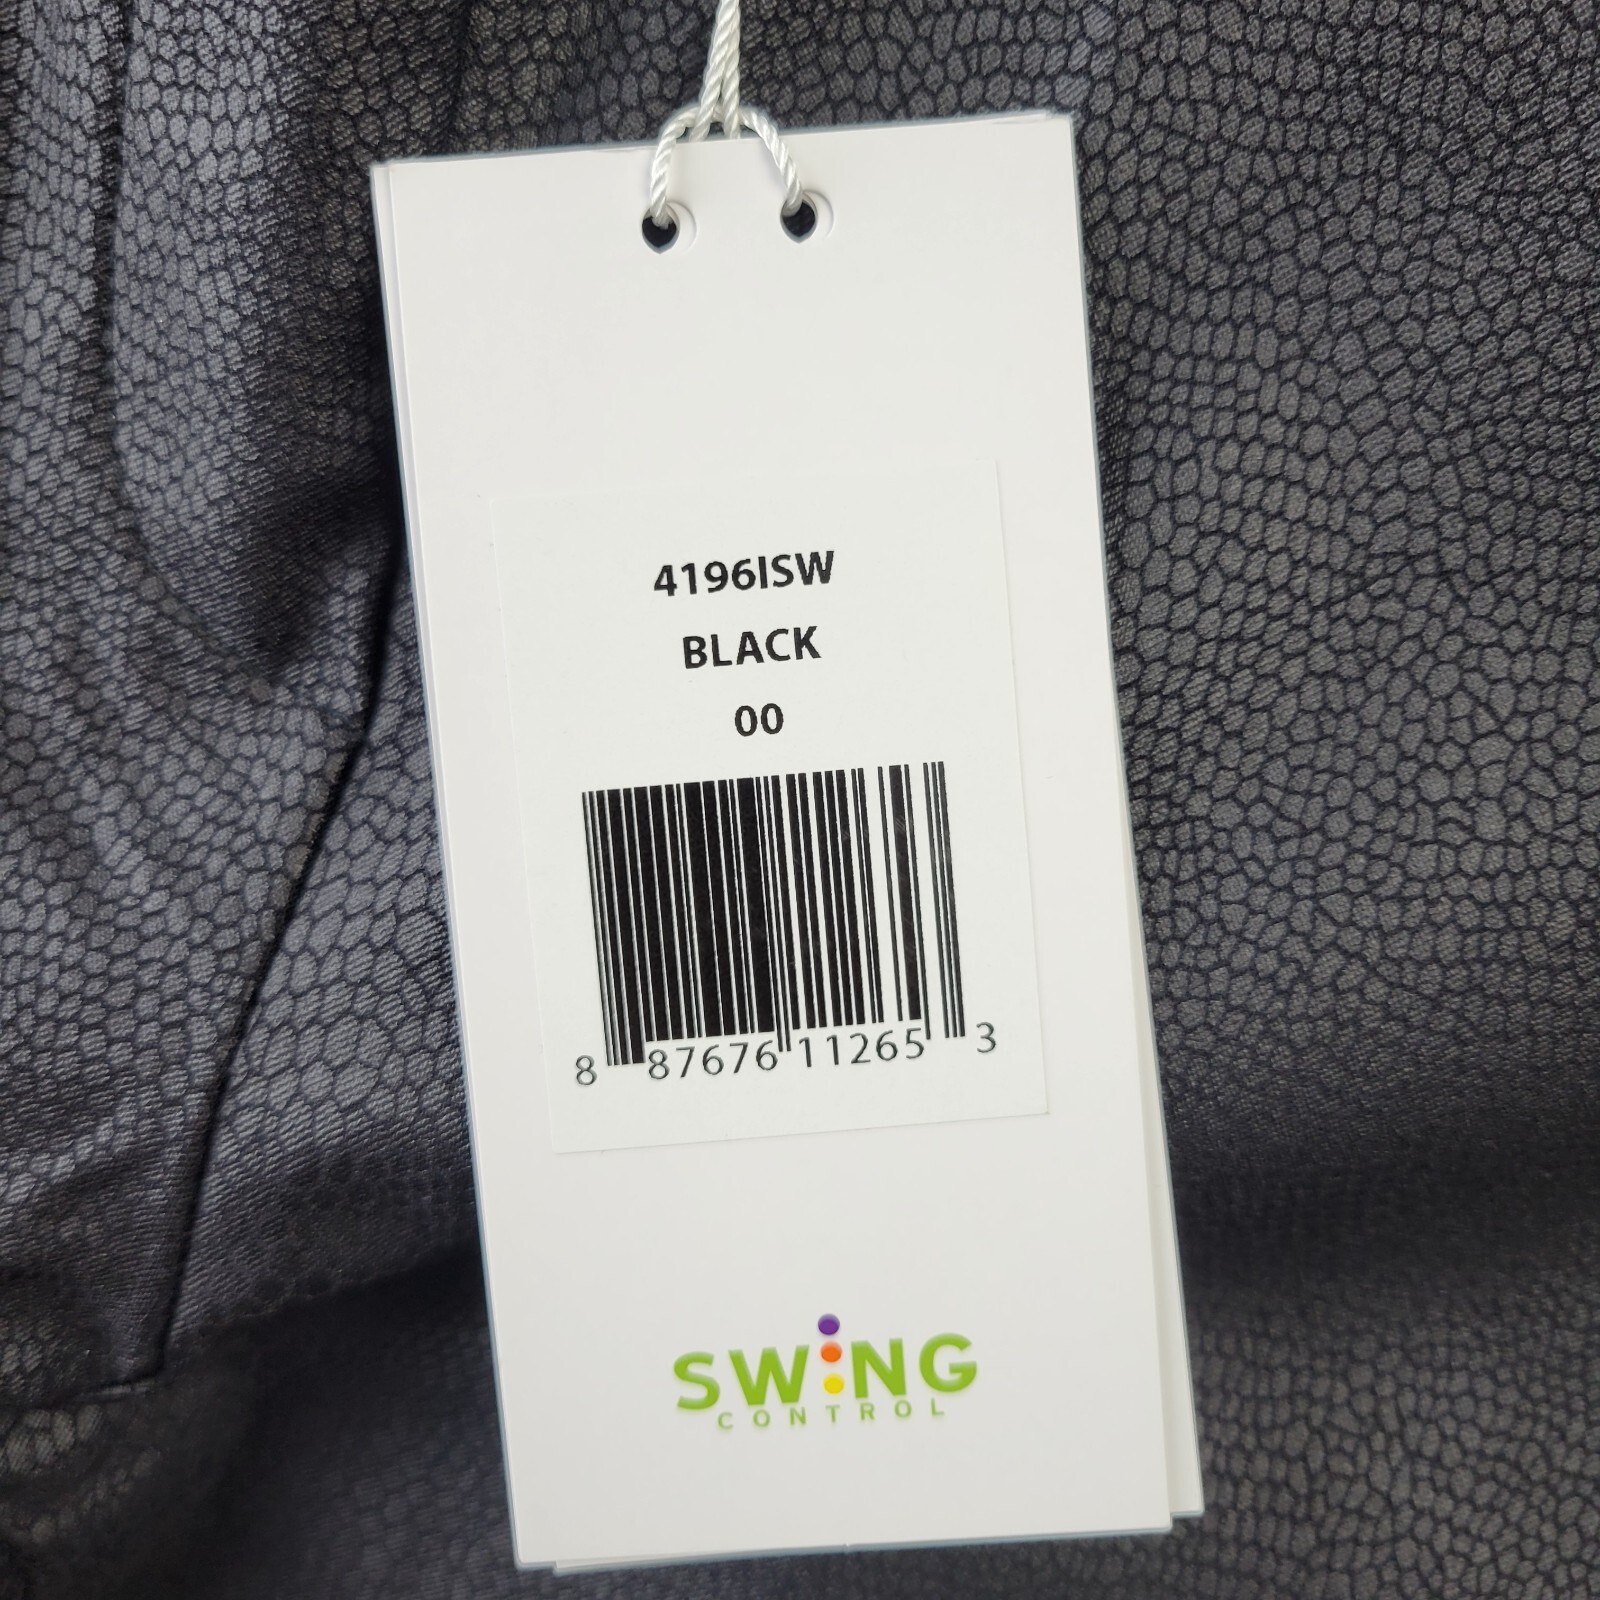 4196ISW
BLACK
00
8 87676 11265 3
SWING
CONTROL